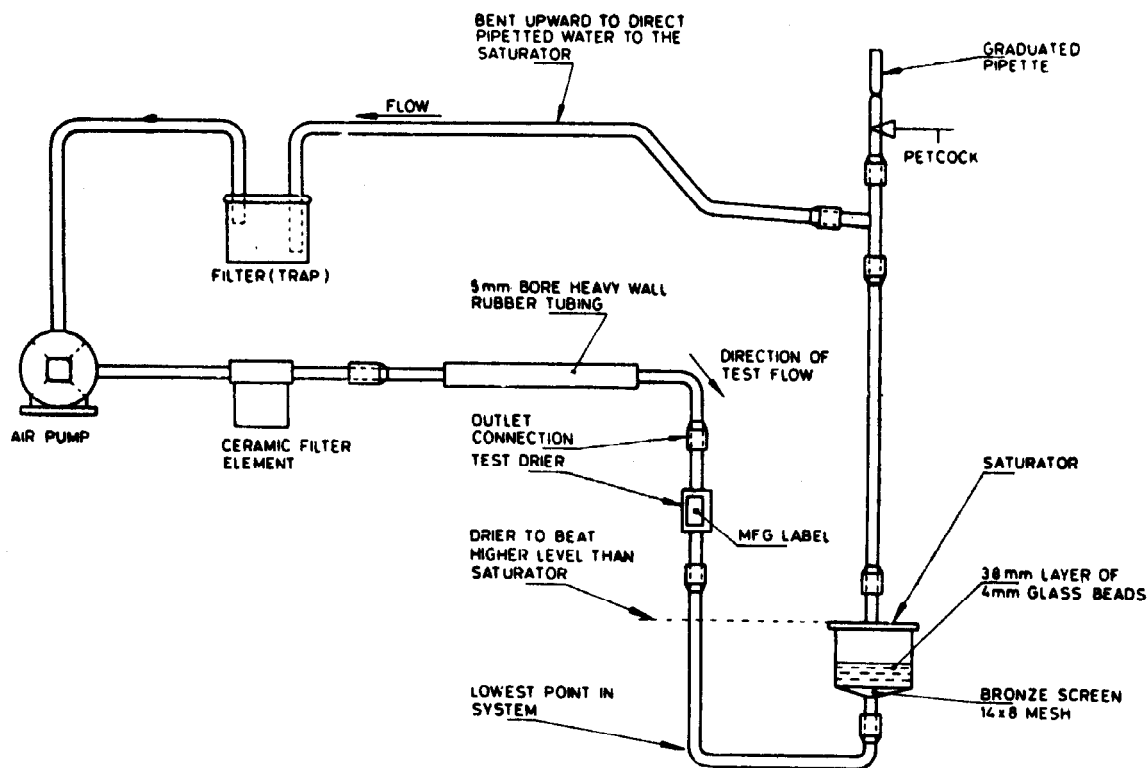 BENT UPWARD TO DIRECT
PIPETTED WATER TO THE
SATURATOR
GRADUATED
PIPETTE
FLOW
PETCOCK
FILTER (TRAP)
5mm BORE HEAVY WALL
RUBBER TUBING
DIRECTION OF
TEST FLOW
AIR PUMP
CERAMIC FILTER
ELEMENT
OUTLET
CONNECTION
TEST DRIER
SATURATOR
MFG LABEL
DRIER TO BEAT
HIGHER LEVEL THAN
SATURATOR
38mm LAYER OF
4mm GLASS BEADS
LOWEST POINT IN
SYSTEM
BRONZE SCREEN
14x8 MESH